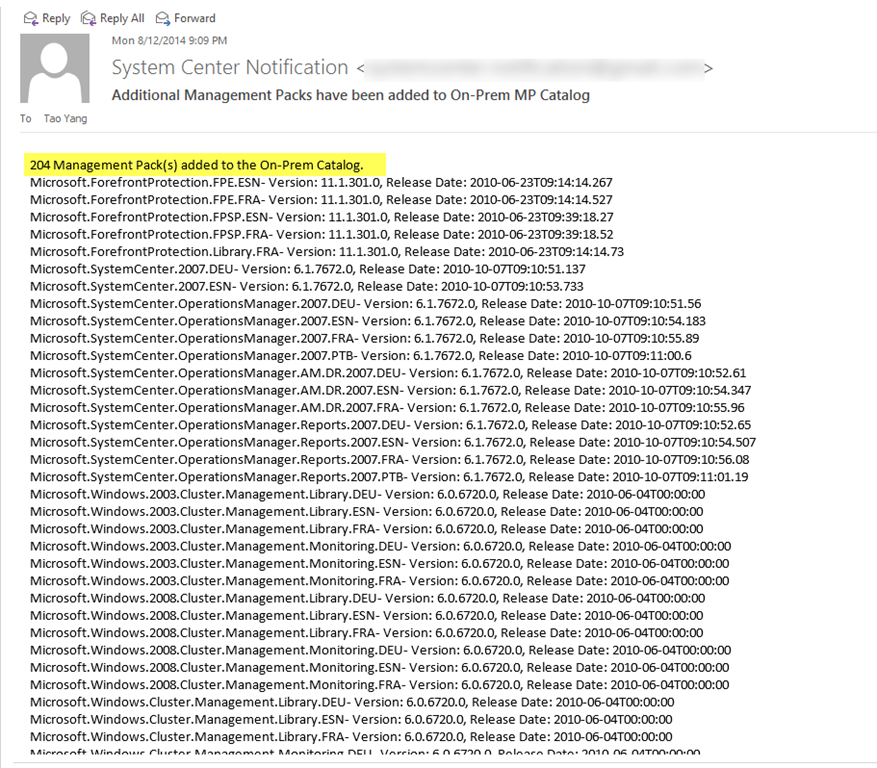 Reply Reply All Forward
Mon 8/12/2014 9:09 PM
System Center Notification < >
Additional Management Packs have been added to On-Prem MP Catalog
To Tao Yang
204 Management Pack(s) added to the On-Prem Catalog.
Microsoft.ForefrontProtection.FPE.ESN- Version: 11.1.301.0, Release Date: 2010-06-23T09:14:14.267
Microsoft.ForefrontProtection.FPE.FRA- Version: 11.1.301.0, Release Date: 2010-06-23T09:14:14.527
Microsoft.ForefrontProtection.FPSP.ESN- Version: 11.1.301.0, Release Date: 2010-06-23T09:39:18.27
Microsoft.ForefrontProtection.FPSP.FRA- Version: 11.1.301.0, Release Date: 2010-06-23T09:39:18.52
Microsoft.ForefrontProtection.Library.FRA- Version: 11.1.301.0, Release Date: 2010-06-23T09:14:14.73
Microsoft.SystemCenter.2007.DEU- Version: 6.1.7672.0, Release Date: 2010-10-07T09:10:51.137
Microsoft.SystemCenter.2007.ESN- Version: 6.1.7672.0, Release Date: 2010-10-07T09:10:53.733
Microsoft.SystemCenter.OperationsManager.2007.DEU- Version: 6.1.7672.0, Release Date: 2010-10-07T09:10:51.56
Microsoft.SystemCenter.OperationsManager.2007.ESN- Version: 6.1.7672.0, Release Date: 2010-10-07T09:10:54.183
Microsoft.SystemCenter.OperationsManager.2007.FRA- Version: 6.1.7672.0, Release Date: 2010-10-07T09:10:55.89
Microsoft.SystemCenter.OperationsManager.2007.PTB- Version: 6.1.7672.0, Release Date: 2010-10-07T09:11:00.6
Microsoft.SystemCenter.OperationsManager.AM.DR.2007.DEU- Version: 6.1.7672.0, Release Date: 2010-10-07T09:10:52.61
Microsoft.SystemCenter.OperationsManager.AM.DR.2007.ESN- Version: 6.1.7672.0, Release Date: 2010-10-07T09:10:54.347
Microsoft.SystemCenter.OperationsManager.AM.DR.2007.FRA- Version: 6.1.7672.0, Release Date: 2010-10-07T09:10:55.96
Microsoft.SystemCenter.OperationsManager.Reports.2007.DEU- Version: 6.1.7672.0, Release Date: 2010-10-07T09:10:52.65
Microsoft.SystemCenter.OperationsManager.Reports.2007.ESN- Version: 6.1.7672.0, Release Date: 2010-10-07T09:10:54.507
Microsoft.SystemCenter.OperationsManager.Reports.2007.FRA- Version: 6.1.7672.0, Release Date: 2010-10-07T09:10:56.08
Microsoft.SystemCenter.OperationsManager.Reports.2007.PTB- Version: 6.1.7672.0, Release Date: 2010-10-07T09:11:01.19
Microsoft.Windows.2003.Cluster.Management.Library.DEU- Version: 6.0.6720.0, Release Date: 2010-06-04T00:00:00
Microsoft.Windows.2003.Cluster.Management.Library.ESN- Version: 6.0.6720.0, Release Date: 2010-06-04T00:00:00
Microsoft.Windows.2003.Cluster.Management.Library.FRA- Version: 6.0.6720.0, Release Date: 2010-06-04T00:00:00
Microsoft.Windows.2003.Cluster.Management.Monitoring.DEU- Version: 6.0.6720.0, Release Date: 2010-06-04T00:00:00
Microsoft.Windows.2003.Cluster.Management.Monitoring.ESN- Version: 6.0.6720.0, Release Date: 2010-06-04T00:00:00
Microsoft.Windows.2003.Cluster.Management.Monitoring.FRA- Version: 6.0.6720.0, Release Date: 2010-06-04T00:00:00
Microsoft.Windows.2008.Cluster.Management.Library.DEU- Version: 6.0.6720.0, Release Date: 2010-06-04T00:00:00
Microsoft.Windows.2008.Cluster.Management.Library.ESN- Version: 6.0.6720.0, Release Date: 2010-06-04T00:00:00
Microsoft.Windows.2008.Cluster.Management.Library.FRA- Version: 6.0.6720.0, Release Date: 2010-06-04T00:00:00
Microsoft.Windows.2008.Cluster.Management.Monitoring.DEU- Version: 6.0.6720.0, Release Date: 2010-06-04T00:00:00
Microsoft.Windows.2008.Cluster.Management.Monitoring.ESN- Version: 6.0.6720.0, Release Date: 2010-06-04T00:00:00
Microsoft.Windows.2008.Cluster.Management.Monitoring.FRA- Version: 6.0.6720.0, Release Date: 2010-06-04T00:00:00
Microsoft.Windows.Cluster.Management.Library.DEU- Version: 6.0.6720.0, Release Date: 2010-06-04T00:00:00
Microsoft.Windows.Cluster.Management.Library.ESN- Version: 6.0.6720.0, Release Date: 2010-06-04T00:00:00
Microsoft.Windows.Cluster.Management.Library.FRA- Version: 6.0.6720.0, Release Date: 2010-06-04T00:00:00
Microsoft.Windows.Cluster.Management.Monitoring.DEU- Version: 6.0.6720.0, Release Date: 2010-06-04T00:00:00